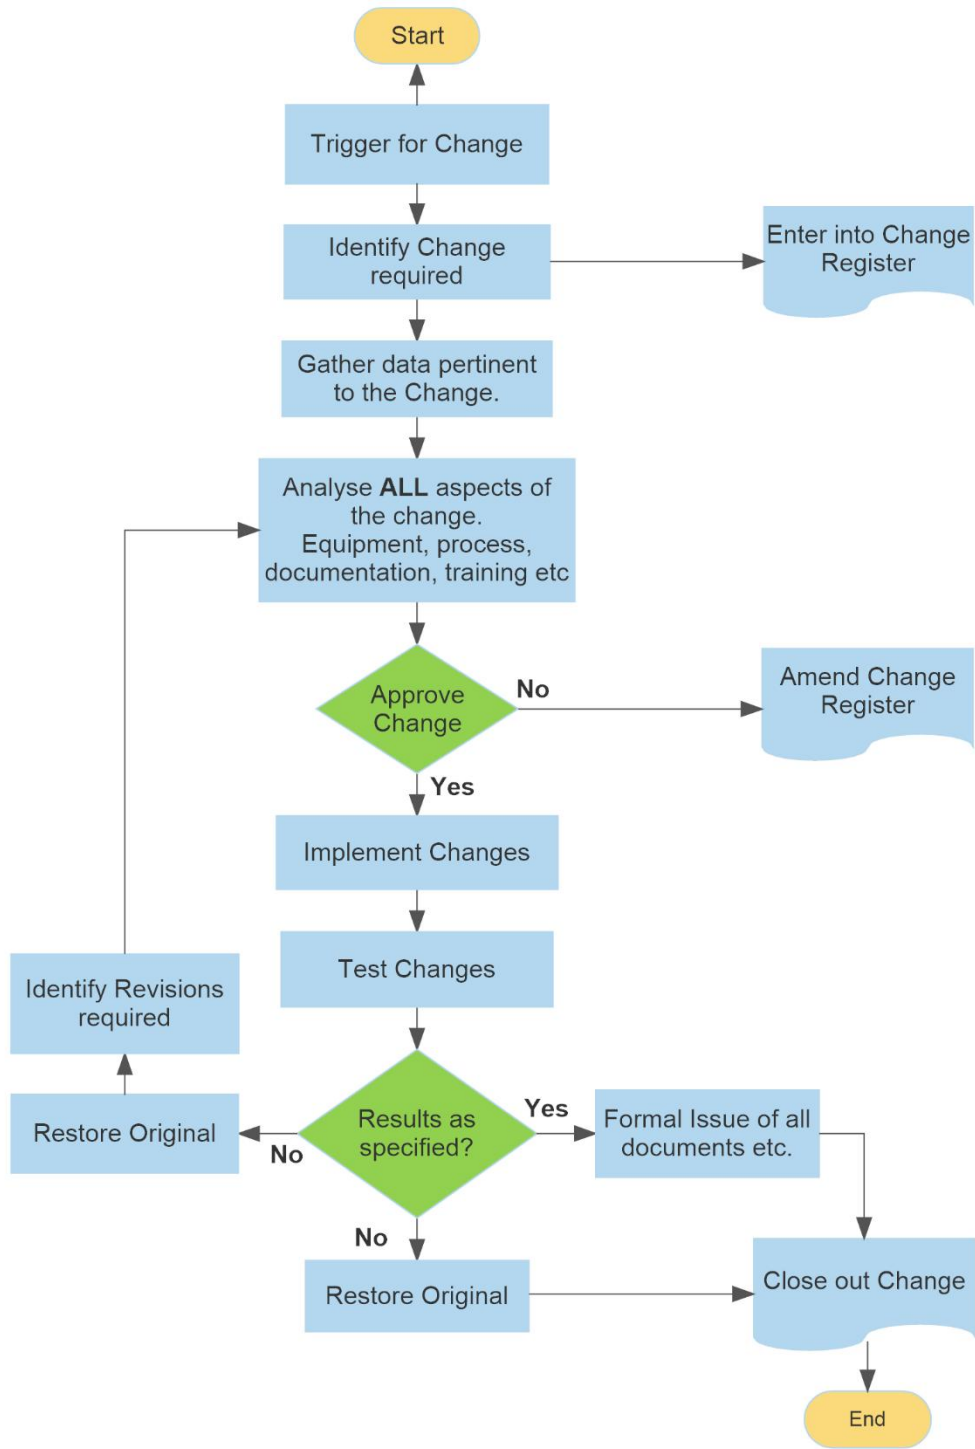 Start
Trigger for Change
Identify Change
required
Enter into Change
Register
Gather data pertinent
to the Change.
Analyse ALL aspects of
the change.
Equipment, process,
documentation, training etc
Approve
Change
No
Amend Change
Register
Yes
Implement Changes
Test Changes
Identify Revisions
required
Results as
specified?
Yes
Formal Issue of all
documents etc.
No
Restore Original
No
Restore Original
Close out Change
End